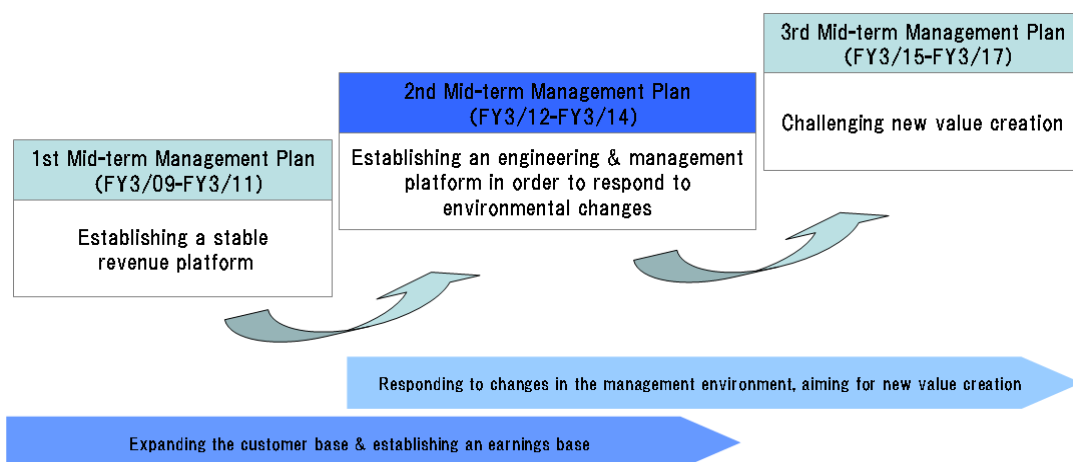 1st Mid-term Management Plan
(FY3/09-FY3/11)
Establishing a stable
revenue platform
2nd Mid-term Management Plan
(FY3/12-FY3/14)
Establishing an engineering & management
platform in order to respond to
environmental changes
3rd Mid-term Management Plan
(FY3/15-FY3/17)
Challenging new value creation
Responding to changes in the management environment, aiming for new value creation
Expanding the customer base & establishing an earnings base